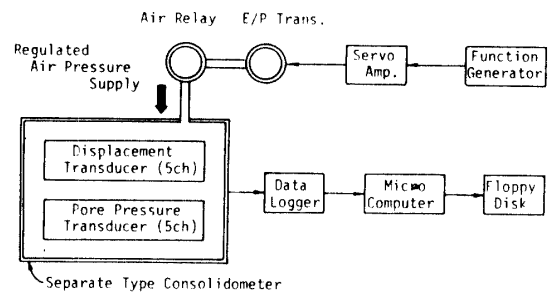 Air Relay E/P Trans.
Regulated
Air Pressure
Supply
Servo
Amp.
Function
Generator
Displacement
Transducer (5ch)
Pore Pressure
Transducer (5ch)
Data
Logger
Micro
Computer
Floppy
Disk
Separate Type Consolidometer